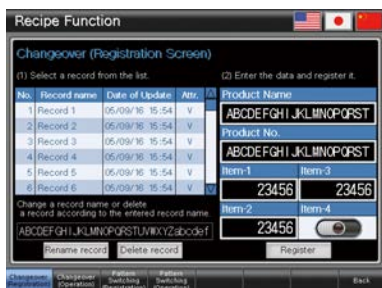 Recipe Function
Changeover (Registration Screen)
(1) Select a record from the list.
No. Record name Date of Update Attr.
1 Record 1 05/09/16 15:54 V
2 Record 2 05/09/16 15:54 V
3 Record 3 05/09/16 15:54 V
4 Record 4 05/09/16 15:54 V
5 Record 5 05/09/16 15:54 V
6 Record 6 05/09/16 15:54 V
Change a record name or delete
a record according to the entered record name.
ABCDEFGHIJKLMNOPQRSTUVWXYZabcdef
Rename record Delete record
(2) Enter the data and register it.
Product Name
ABCDEFGHIJKLMNOPQRST
Product No.
ABCDEFGHIJKLMNOPQRST
Item-1 Item-3
23456 23456
Item-2 Item-4
23456
Register
Changeover (Registration)
Changeover (Operation)
Pattern Switching (Registration)
Pattern Switching (Operation)
Back